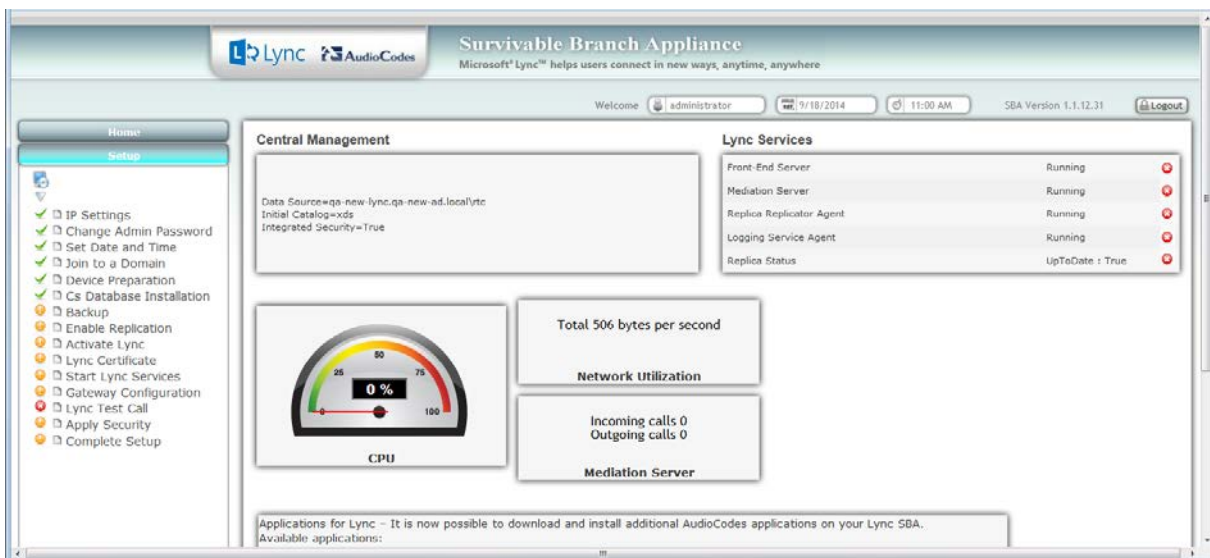 Lync AudioCodes
Survivable Branch Appliance
Microsoft® Lync™ helps users connect in new ways, anytime, anywhere
Welcome administrator 9/18/2014 11:00 AM SBA Version 1.1.12.31 Logout
Home
Setup
IP Settings
Change Admin Password
Set Date and Time
Join to a Domain
Device Preparation
Cs Database Installation
Backup
Enable Replication
Activate Lync
Lync Certificate
Start Lync Services
Gateway Configuration
Lync Test Call
Apply Security
Complete Setup
Central Management
Data Source=qa-new-lync.qa-new-ad.local\rtc
Initial Catalog=xds
Integrated Security=True
Lync Services
Front-End Server Running
Mediation Server Running
Replica Replicator Agent Running
Logging Service Agent Running
Replica Status UpToDate : True
0
25
50
75
100
0 %
CPU
Total 506 bytes per second
Network Utilization
Incoming calls 0
Outgoing calls 0
Mediation Server
Applications for Lync - It is now possible to download and install additional AudioCodes applications on your Lync SBA.
Available applications: